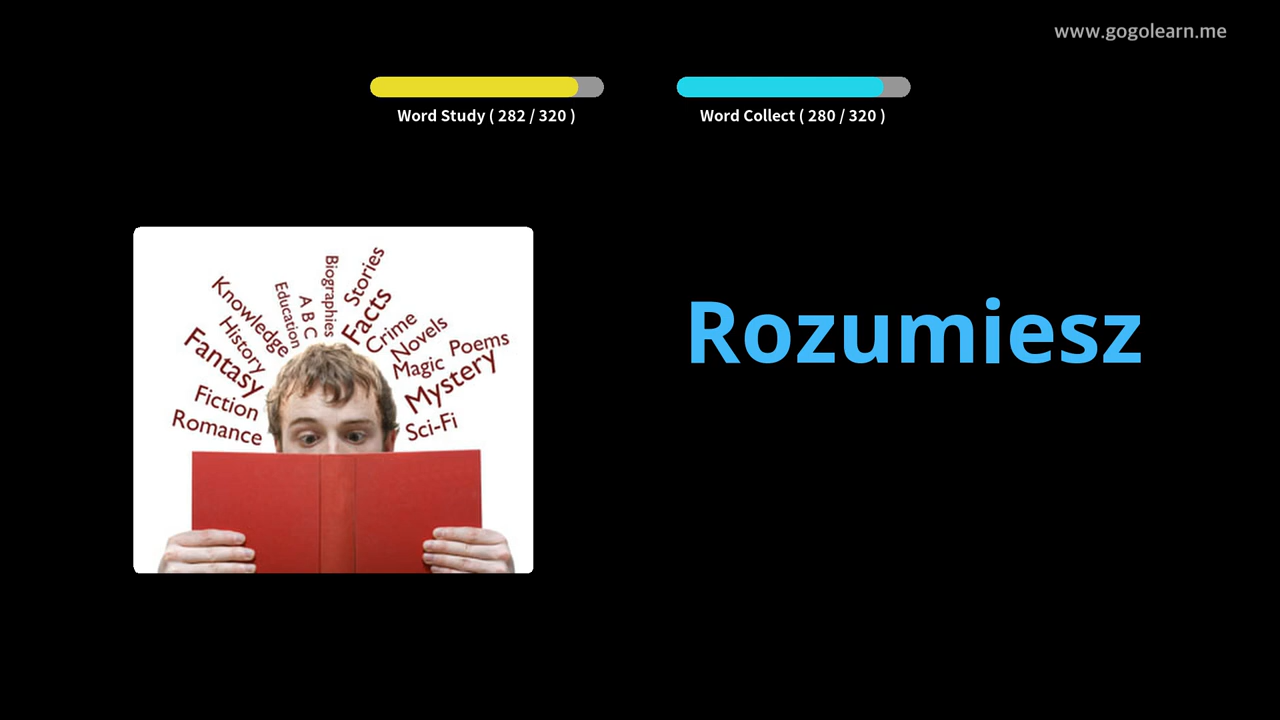 www.gogolearn.me
Word Study ( 282 / 320 )
Word Collect ( 280 / 320 )
Rozumiesz
Romance
Fiction
Fantasy
History
Knowledge
Education
A B C
Biographies
Stories
Facts
Crime
Novels
Magic
Poems
Mystery
Sci-Fi